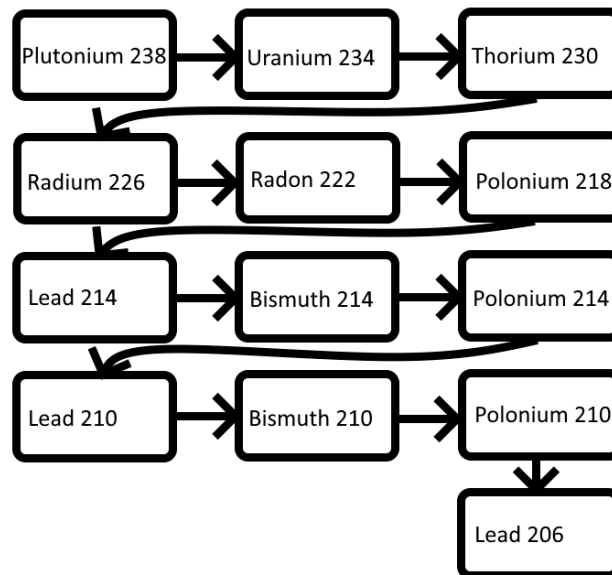 Plutonium 238
Uranium 234
Thorium 230
Radium 226
Radon 222
Polonium 218
Lead 214
Bismuth 214
Polonium 214
Lead 210
Bismuth 210
Polonium 210
Lead 206